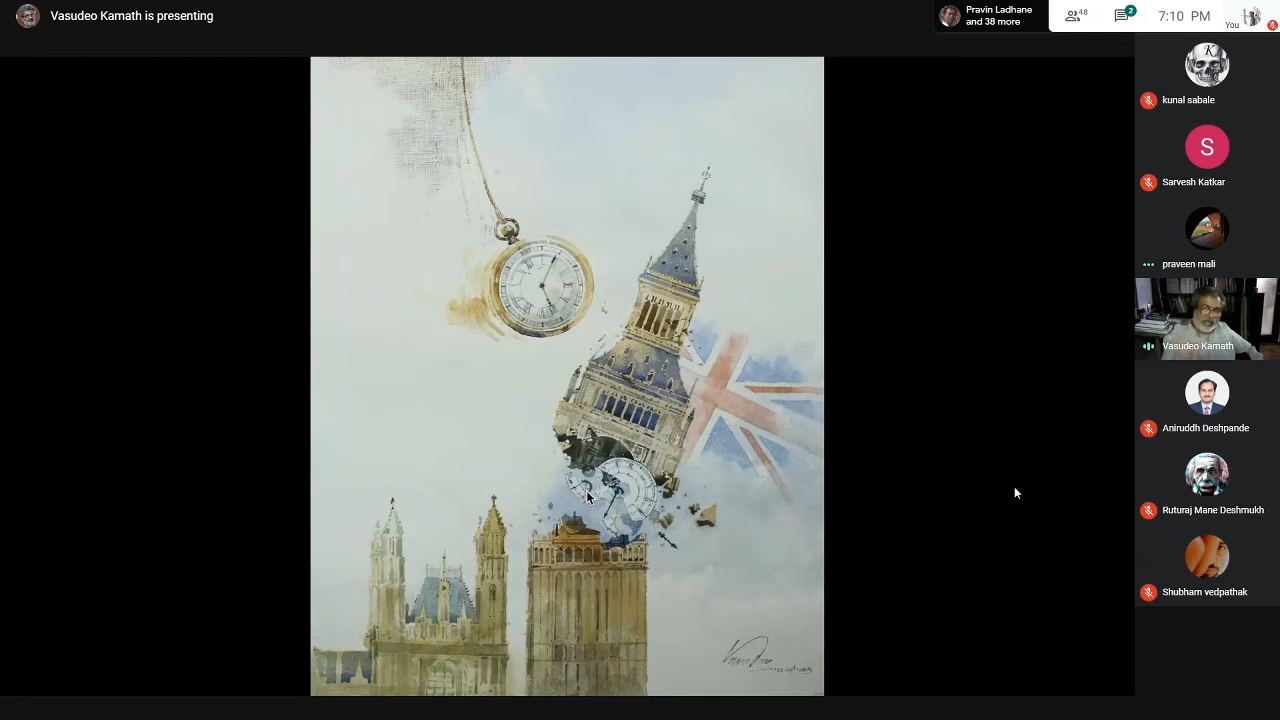 Vasudeo Kamath is presenting
Pravin Ladhane
and 38 more
48
2
7:10 PM
You
K
kunal sabale
S
Sarvesh Katkar
praveen mali
Vasudeo Kamath
Aniruddh Deshpande
Ruturaj Mane Deshmukh
Shubham vedpathak